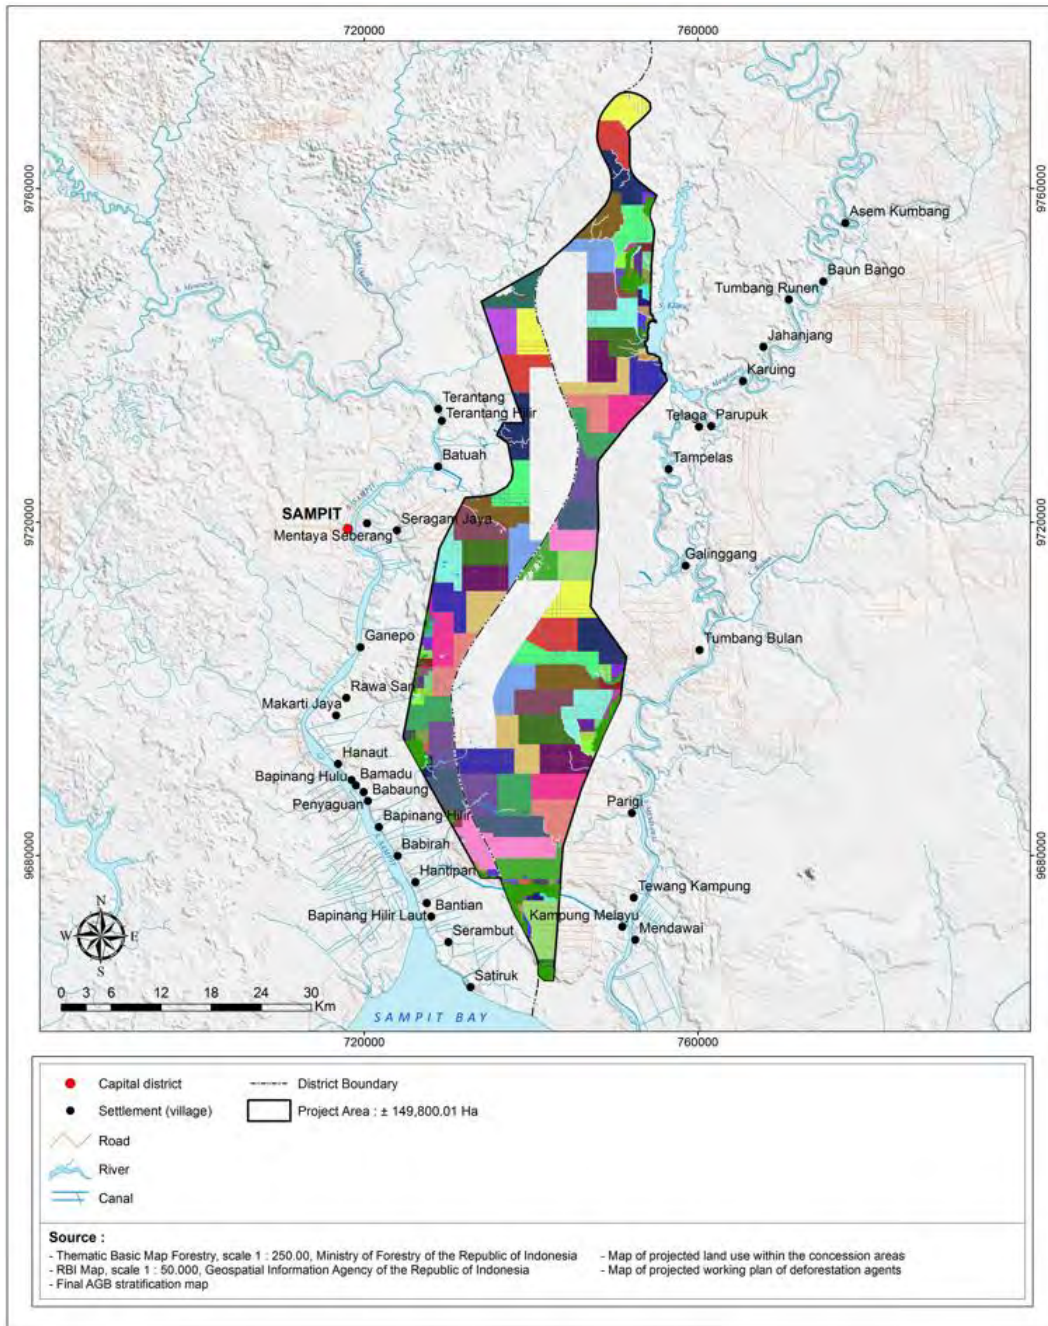 720000
760000
9760000
9760000
Asem Kumbang
Baun Bango
Tumbang Runen
Jahanjang
Karuing
Terantang
Terantang Hilir
Telaga
Parupuk
Batuah
Tampelas
S. SAMPIT
SAMPIT
Seragam Jaya
Mentaya Seberang
9720000
9720000
Galinggang
Ganepo
Tumbang Bulan
Rawa Sari
Makarti Jaya
Hanaut
Bapinang Hulu
Bamadu
Babaung
Penyaguan
Parigi
Bapinang Hilir
S. SAMPIT
Babirah
9680000
9680000
Hantipan
Tewang Kampung
Bantian
Bapinang Hilir Laut
Kampung Melayu
Mendawai
Serambut
Satiruk
N
W
E
S
0 3 6 12 18 24 30
Km
SAMPIT BAY
720000
760000
Capital district
District Boundary
Settlement (village)
Project Area : ± 149,800.01 Ha
Road
River
Canal
Source :
- Thematic Basic Map Forestry, scale 1 : 250.00, Ministry of Forestry of the Republic of Indonesia
- RBI Map, scale 1 : 50.000, Geospatial Information Agency of the Republic of Indonesia
- Final AGB stratification map
- Map of projected land use within the concession areas
- Map of projected working plan of deforestation agents